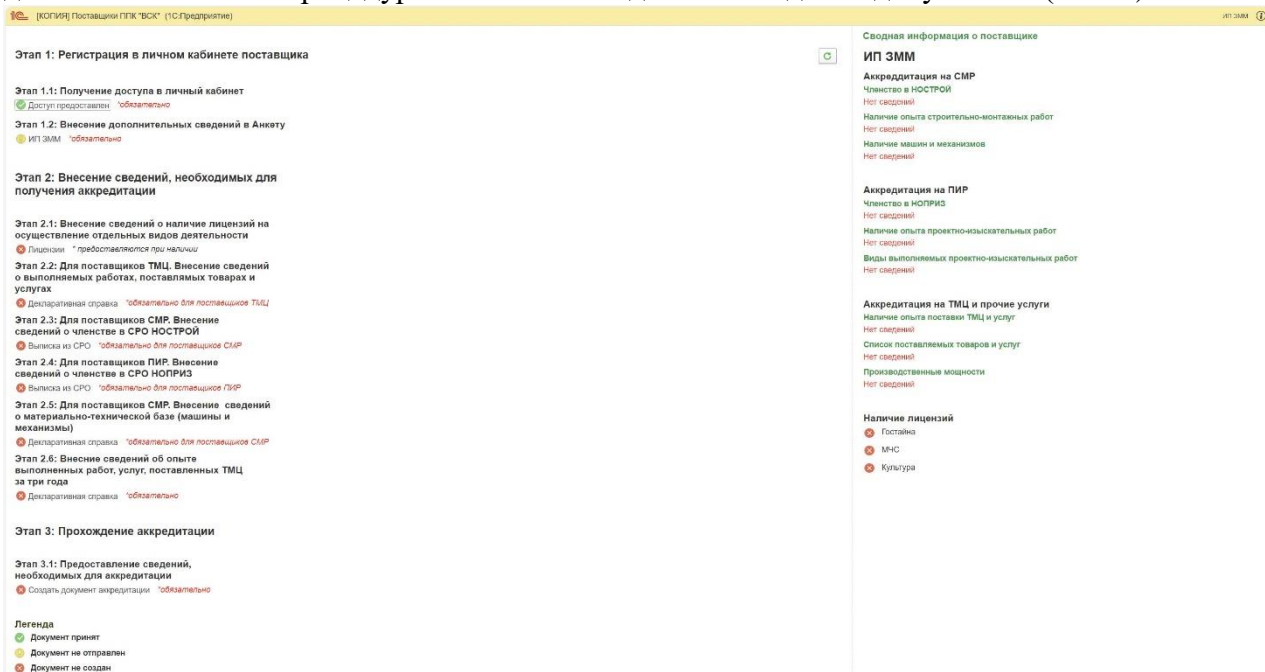 [КОПИЯ] Поставщики ППК "ВСК" (1С:Предприятие)
ИП ЗММ
Этап 1: Регистрация в личном кабинете поставщика
Этап 1.1: Получение доступа в личный кабинет
Доступ предоставлен *обязательно
Этап 1.2: Внесение дополнительных сведений в Анкету
ИП ЗММ *обязательно
Этап 2: Внесение сведений, необходимых для
получения аккредитации
Этап 2.1: Внесение сведений о наличие лицензий на
осуществление отдельных видов деятельности
Лицензии * предоставляются при наличии
Этап 2.2: Для поставщиков ТМЦ. Внесение сведений
о выполняемых работах, поставлямых товарах и
услугах
Декларативная справка *обязательно для поставщиков ТМЦ
Этап 2.3: Для поставщиков СМР. Внесение
сведений о членстве в СРО НОСТРОЙ
Выписка из СРО *обязательно для поставщиков СМР
Этап 2.4: Для поставщиков ПИР. Внесение
сведений о членстве в СРО НОПРИЗ
Выписка из СРО *обязательно для поставщиков ПИР
Этап 2.5: Для поставщиков СМР. Внесение сведений
о материально-технической базе (машины и
механизмы)
Декларативная справка *обязательно для поставщиков СМР
Этап 2.6: Внесние сведений об опыте
выполненных работ, услуг, поставленных ТМЦ
за три года
Декларативная справка *обязательно
Этап 3: Прохождение аккредитации
Этап 3.1: Предоставление сведений,
необходимых для аккредитации
Создать документ аккредитации *обязательно
Легенда
Документ принят
Документ не отправлен
Документ не создан
Сводная информация о поставщике
ИП ЗММ
Аккреддитация на СМР
Членство в НОСТРОЙ
Нет сведений
Наличие опыта строительно-монтажных работ
Нет сведений
Наличие машин и механизмов
Нет сведений
Аккредитация на ПИР
Членство в НОПРИЗ
Нет сведений
Наличие опыта проектно-изыскательных работ
Нет сведений
Виды выполняемых проектно-изыскательных работ
Нет сведений
Аккредитация на ТМЦ и прочие услуги
Наличие опыта поставки ТМЦ и услуг
Нет сведений
Список поставляемых товаров и услуг
Нет сведений
Производственные мощности
Нет сведений
Наличие лицензий
Гостайна
МЧС
Культура